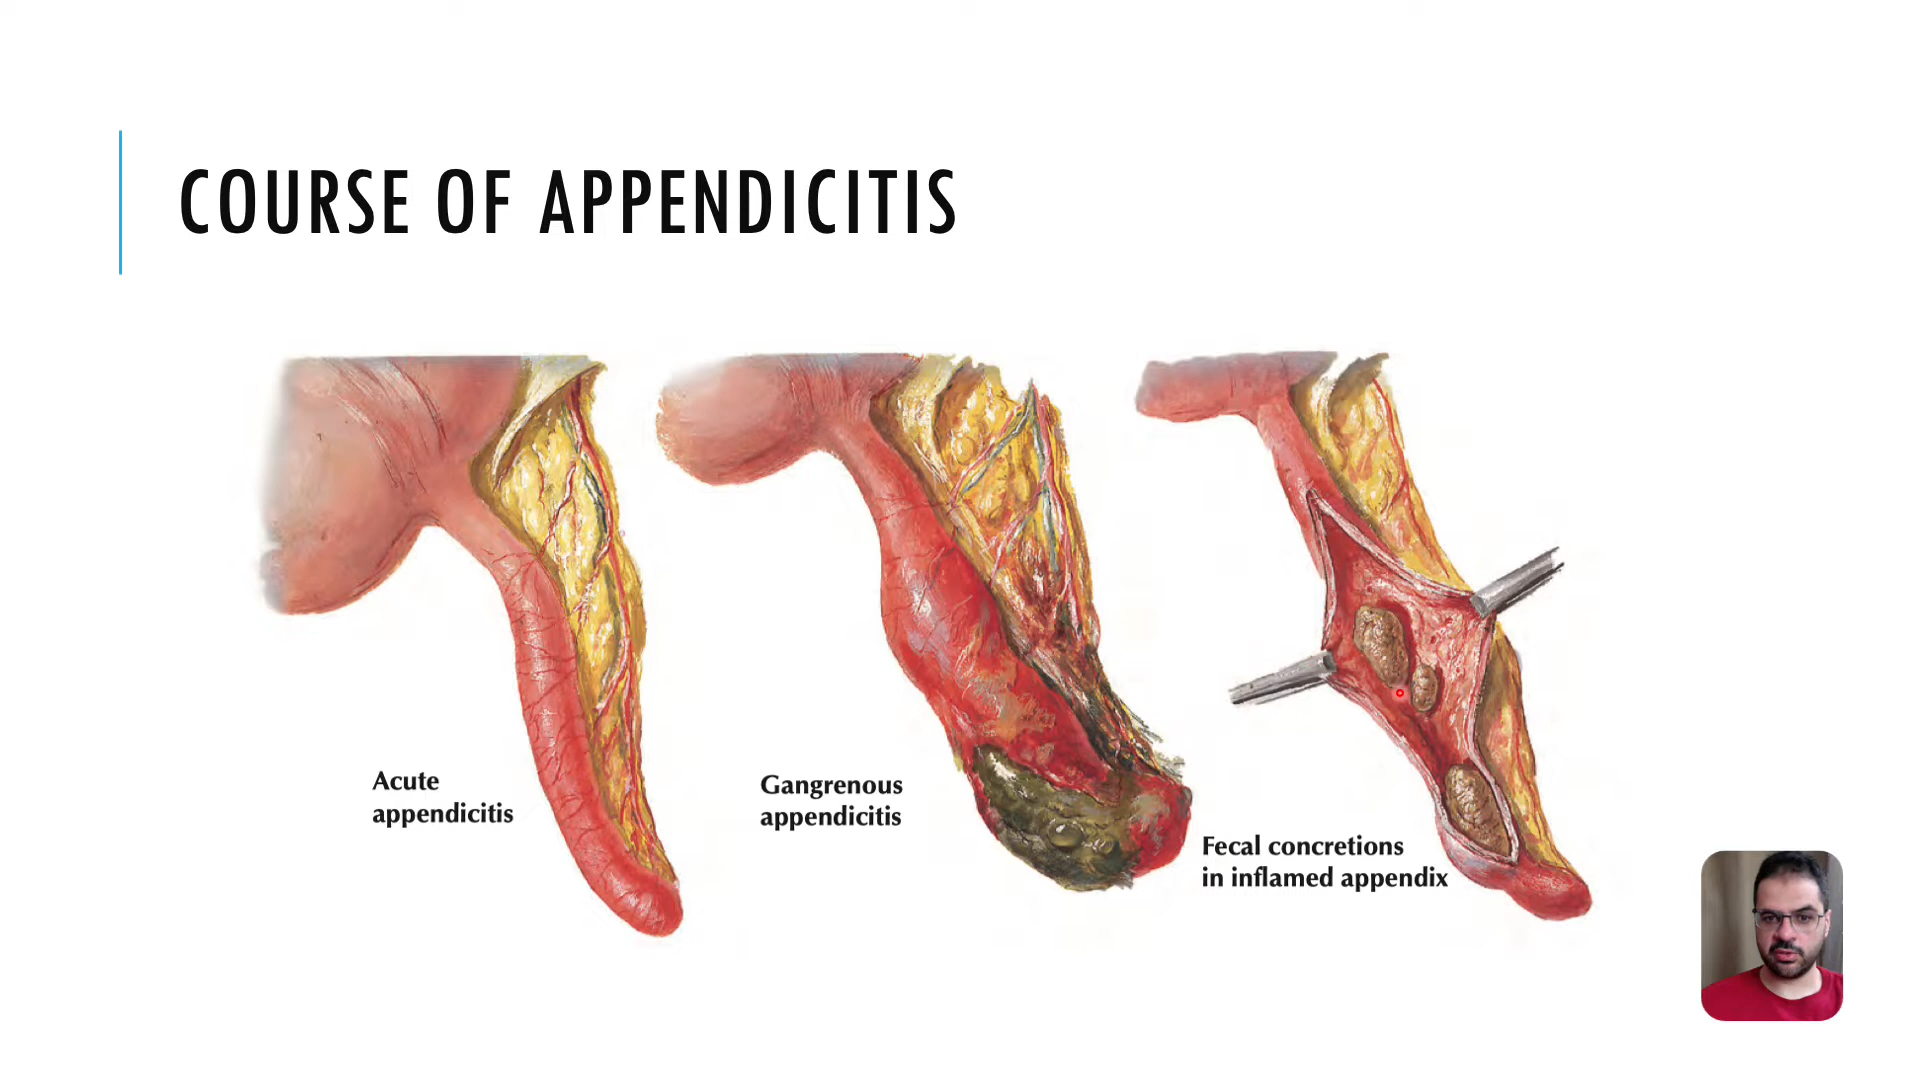 COURSE OF APPENDICITIS
Acute
appendicitis
Gangrenous
appendicitis
Fecal concretions
in inflamed appendix